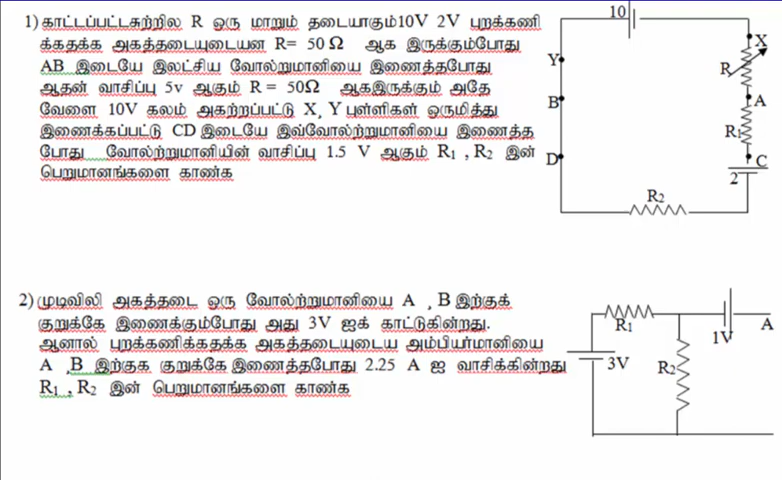 1) காட்டப்பட்டசுற்றில R ஒரு மாறும் தடையாகும்10V 2V புறக்கணி
க்கதக்க அகத்தடையுடையன R= 50 Ω ஆக இருக்கும்போது
AB இடையே இலட்சிய வோல்றுமானியை இணைத்தபோது
ஆதன் வாசிப்பு 5v ஆகும் R = 50Ω ஆகஇருக்கும் அதே
வேளை 10V கலம் அகற்றப்பட்டு X, Y புள்ளிகள் ஒருமித்து
இணைக்கப்பட்டு CD இடையே இவ்வோல்ற்றுமானியை இணைத்த
போது வோல்ற்றுமானியின் வாசிப்பு 1.5 V ஆகும் R1 , R2 இன்
பெறுமானங்களை காண்க
10
X
Y
R
B
A
R1
D
C
2
R2
2) முடிவிலி அகத்தடை ஒரு வோல்ற்றுமானியை A , B இற்குக்
குறுக்கே இணைக்கும்போது அது 3V ஐக் காட்டுகின்றது.
ஆனால் புறக்கணிக்கதக்க அகத்தடையுடைய அம்பியர்மானியை
A ,B இற்குக குறுக்கே இணைத்தபோது 2.25 A ஐ வாசிக்கின்றது
R1 , R2 இன் பெறுமானங்களை காண்க
R1
1V
A
3V
R2